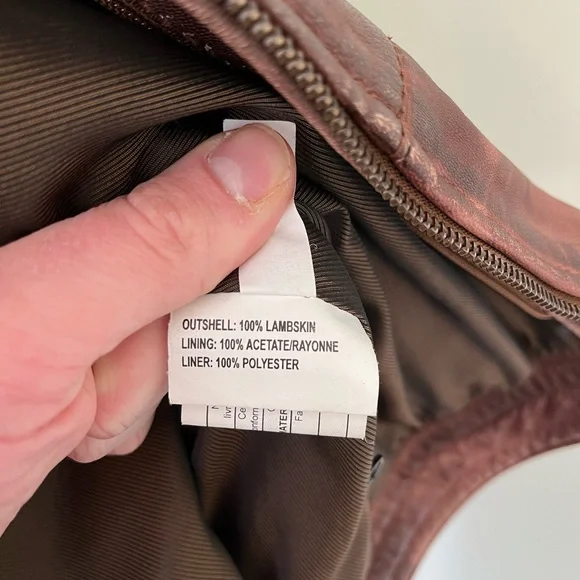 OUTSHELL: 100% LAMBSKIN
LINING: 100% ACETATE/RAYONNE
LINER: 100% POLYESTER